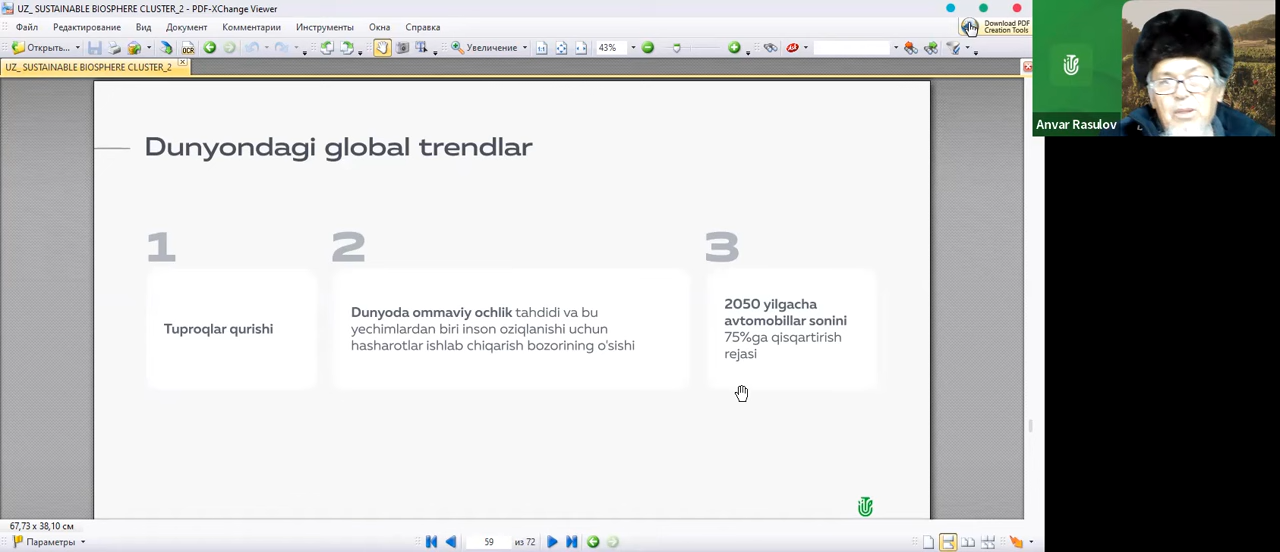 UZ_ SUSTAINABLE BIOSPHERE CLUSTER_2 - PDF-XChange Viewer
Файл Редактирование Вид Документ Комментарии Инструменты Окна Справка
Download PDF
Creation Tools
Открыть...
OCR
Увеличение
43%
UZ_ SUSTAINABLE BIOSPHERE CLUSTER_2
Anvar Rasulov
Dunyondagi global trendlar
1
Tuproqlar qurishi
2
Dunyoda ommaviy ochlik tahdidi va bu
yechimlardan biri inson oziqlanishi uchun
hasharotlar ishlab chiqarish bozorining o'sishi
3
2050 yilgacha
avtomobillar sonini
75%ga qisqartirish
rejasi
67,73 x 38,10 см
Параметры
59 из 72